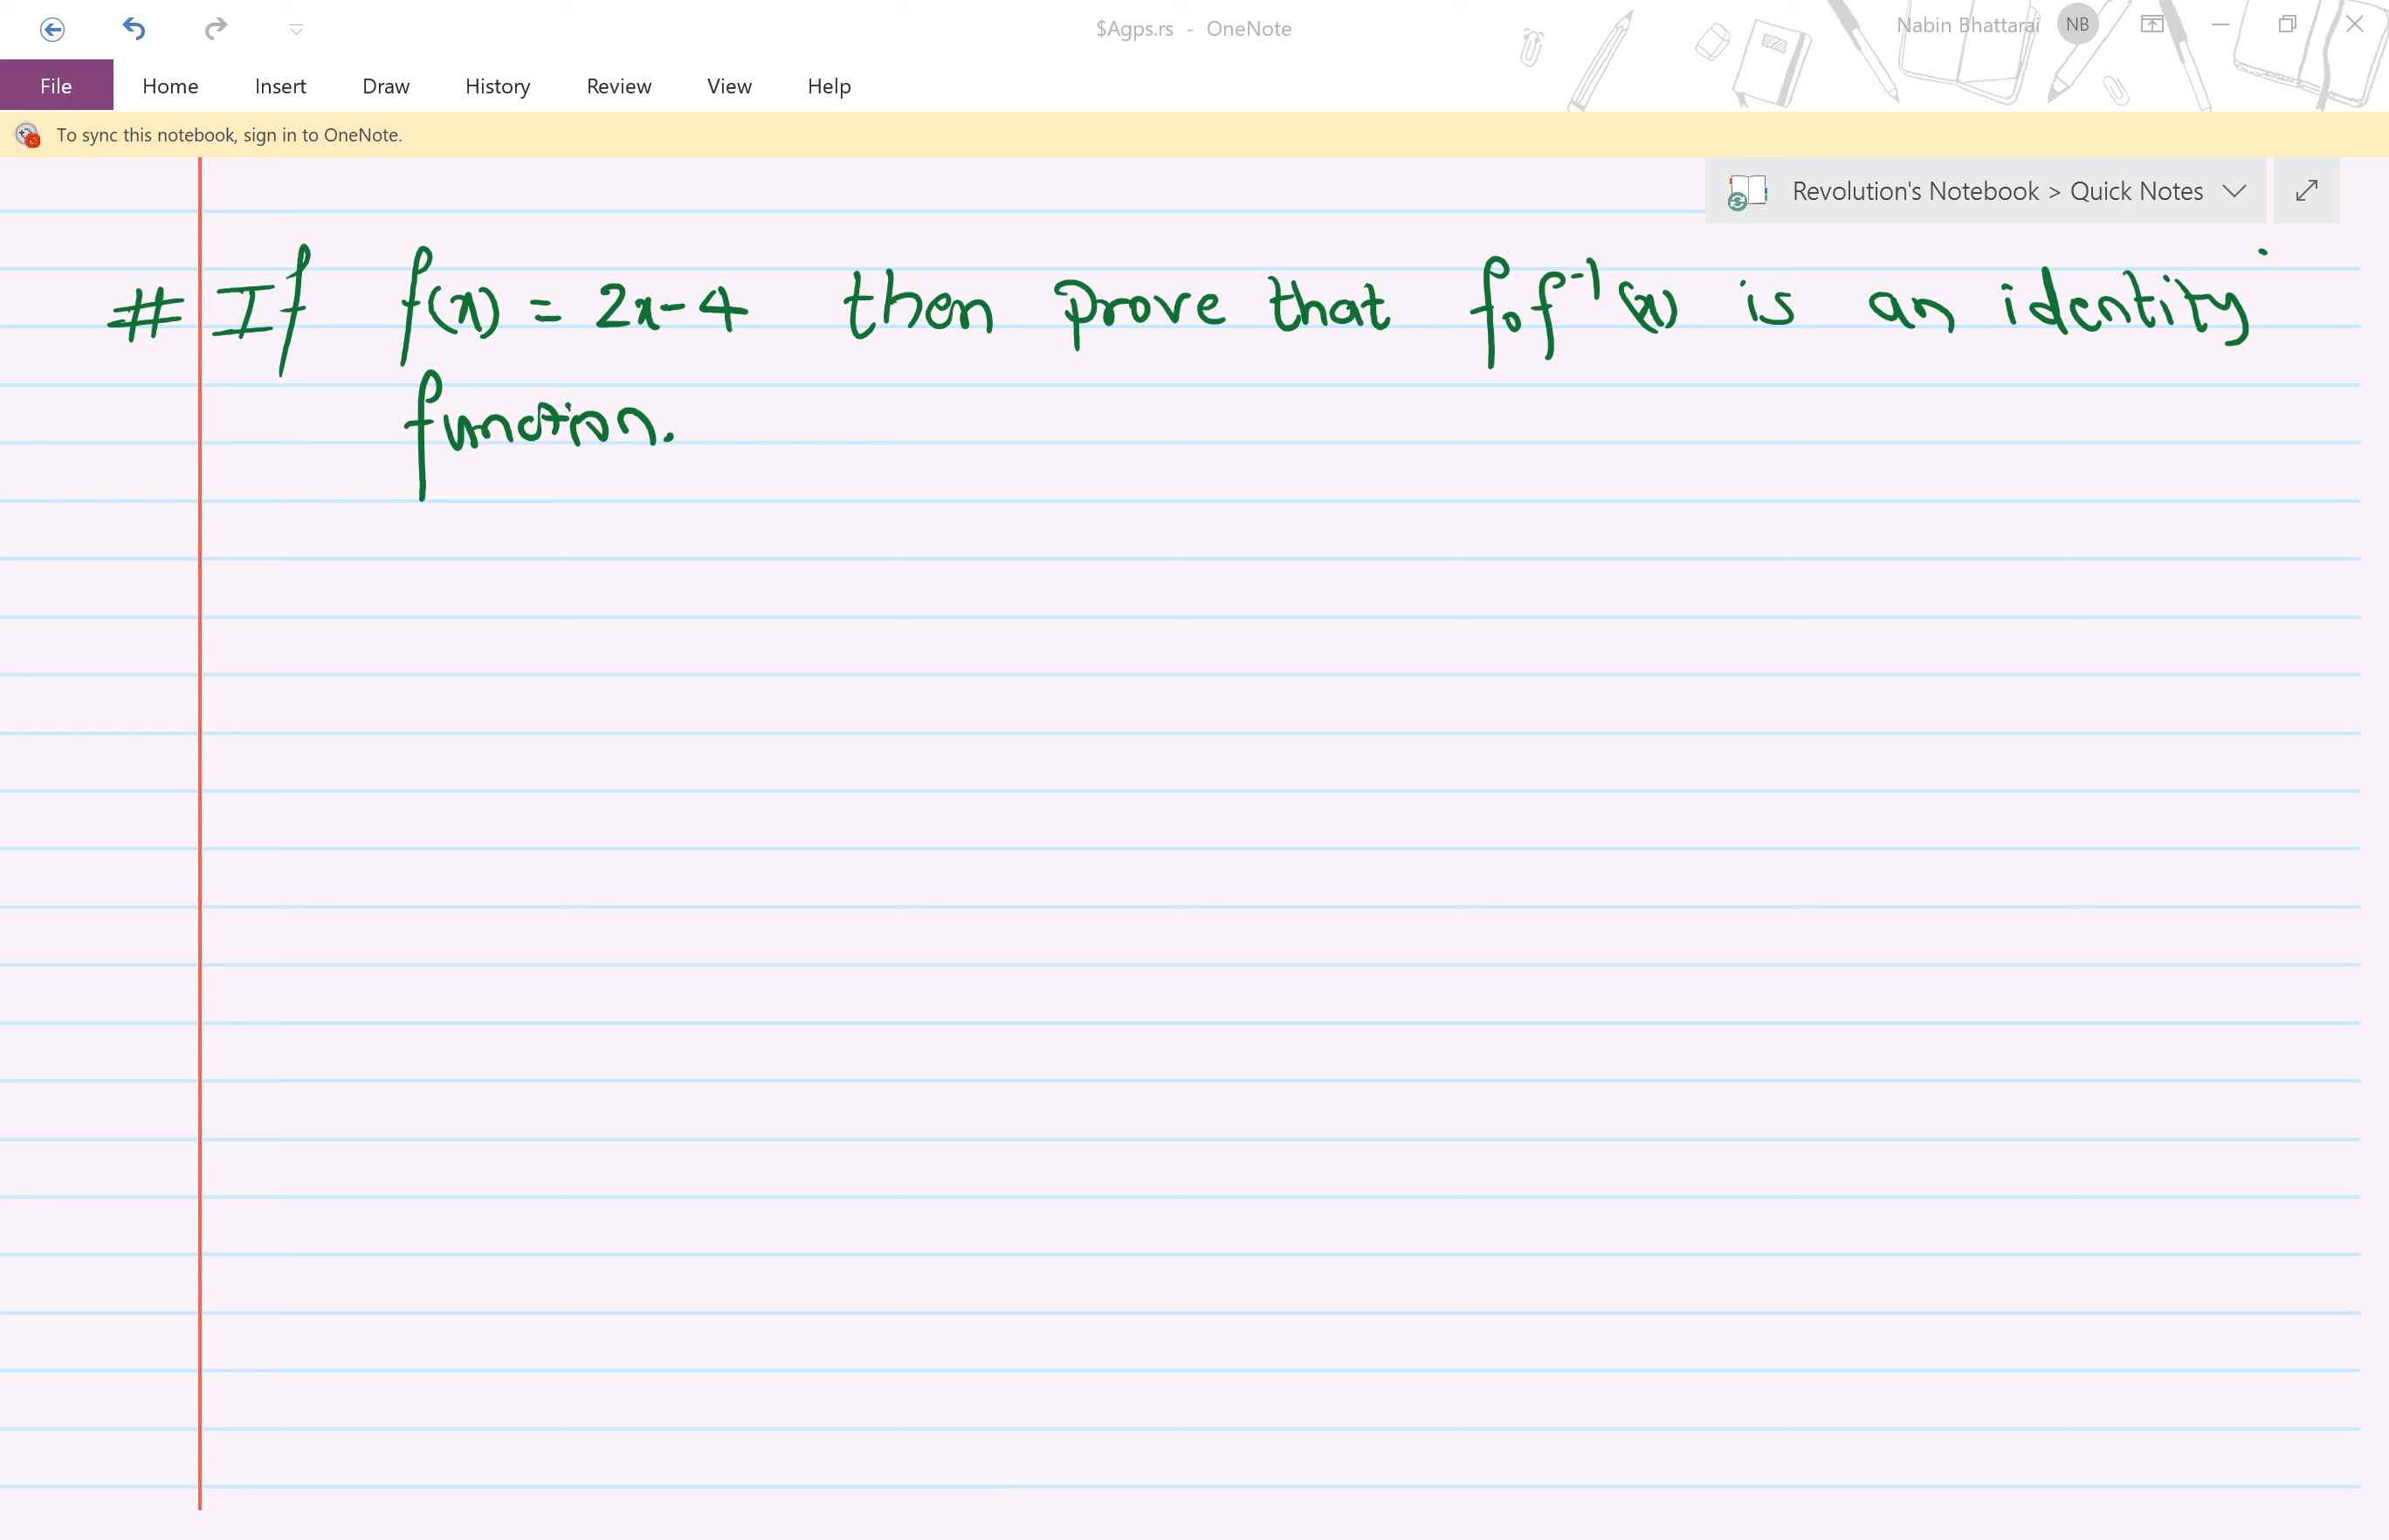 $Agps.rs - OneNote
Nabin Bhattarai NB
File Home Insert Draw History Review View Help
To sync this notebook, sign in to OneNote.
Revolution's Notebook > Quick Notes
# If f(x) = 2x-4 then prove that fof⁻¹(x) is an identity
function.